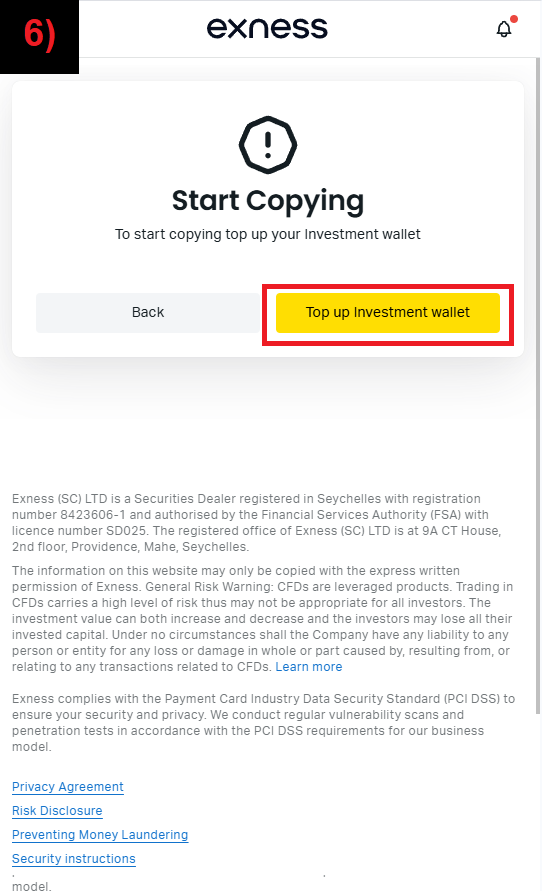 6)
exness
Start Copying
To start copying top up your Investment wallet
Back
Top up Investment wallet
Exness (SC) LTD is a Securities Dealer registered in Seychelles with registration
number 8423606-1 and authorised by the Financial Services Authority (FSA) with
licence number SD025. The registered office of Exness (SC) LTD is at 9A CT House,
2nd floor, Providence, Mahe, Seychelles.
The information on this website may only be copied with the express written
permission of Exness. General Risk Warning: CFDs are leveraged products. Trading in
CFDs carries a high level of risk thus may not be appropriate for all investors. The
investment value can both increase and decrease and the investors may lose all their
invested capital. Under no circumstances shall the Company have any liability to any
person or entity for any loss or damage in whole or part caused by, resulting from, or
relating to any transactions related to CFDs. Learn more
Exness complies with the Payment Card Industry Data Security Standard (PCI DSS) to
ensure your security and privacy. We conduct regular vulnerability scans and
penetration tests in accordance with the PCI DSS requirements for our business
model.
Privacy Agreement
Risk Disclosure
Preventing Money Laundering
Security instructions
model.